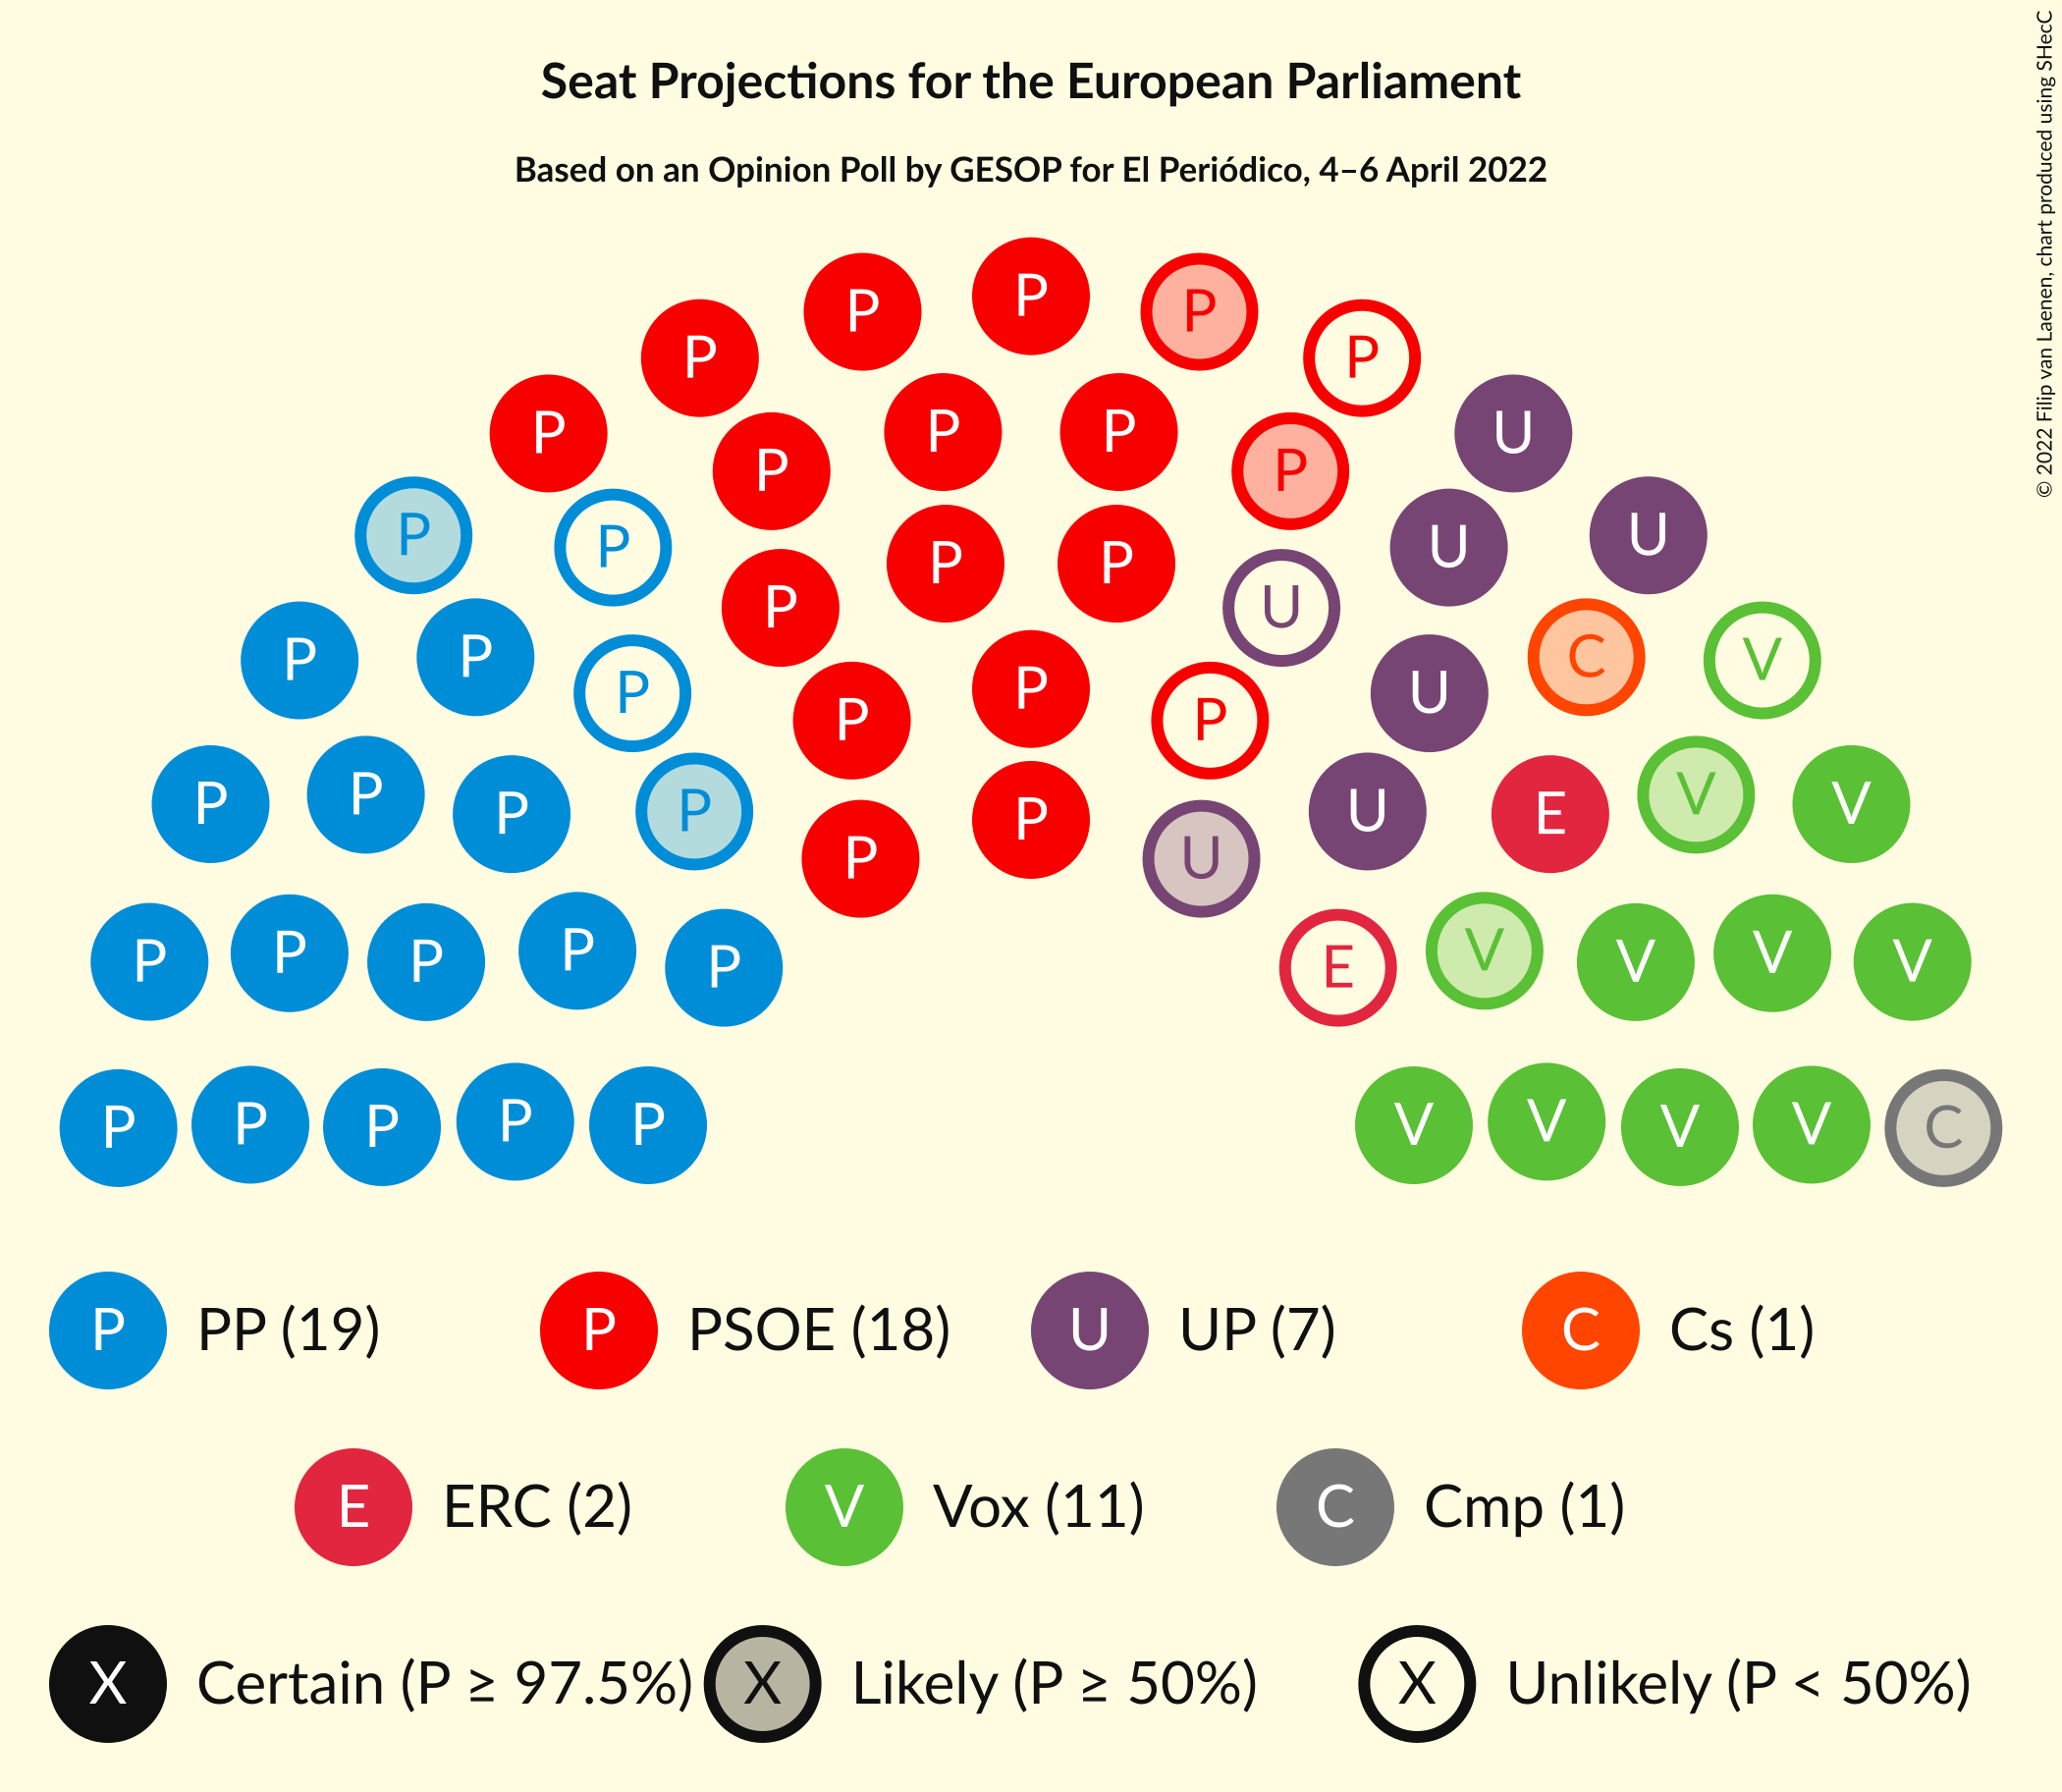 Seat Projections for the European Parliament
Based on an Opinion Poll by GESOP for El Periódico, 4–6 April 2022
© 2022 Filip van Laenen, chart produced using SHecC
P
P P
P P
P P P U
P P
P P P P U U
P U
P P C V
P P U
P P
P P P P P U E V V
P U
P P P P P E V V V V
P P P P P V V V V C
P PP (19) P PSOE (18) U UP (7) C Cs (1)
E ERC (2) V Vox (11) C Cmp (1)
X Certain (P ≥ 97.5%) X Likely (P ≥ 50%) X Unlikely (P < 50%)